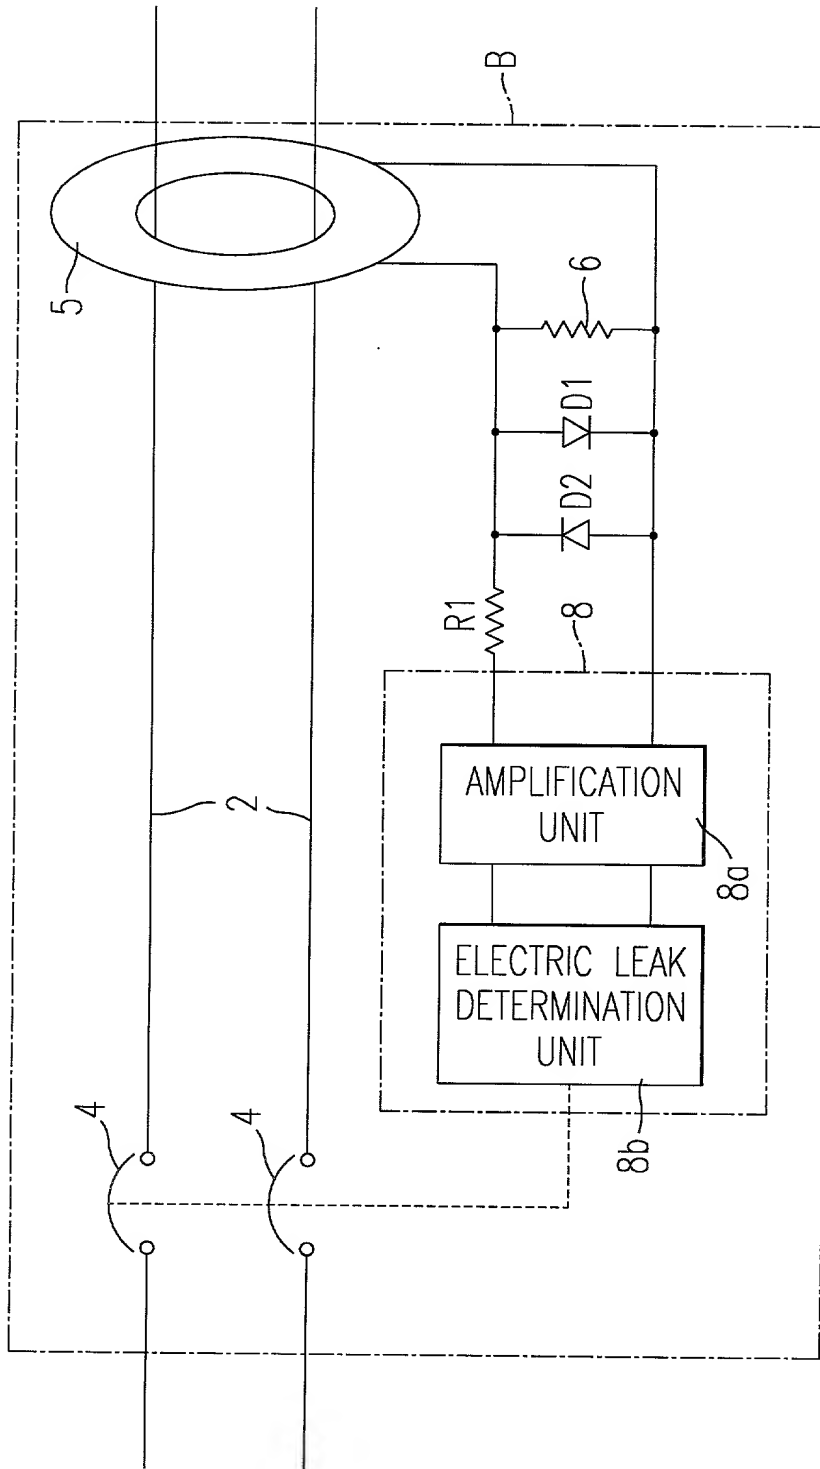 B
5
6
D1
D2
R1
8
2
AMPLIFICATION
UNIT
8a
ELECTRIC LEAK
DETERMINATION
UNIT
8b
4
4